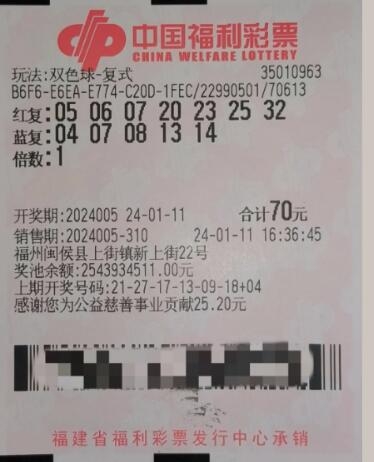 中国福利彩票
CHINA WELFARE LOTTERY
玩法:双色球-复式 35010963
B6F6-E6EA-E774-C20D-1FEC/22990501/70613
红复:05 06 07 20 23 25 32
蓝复:04 07 08 13 14
倍数:1
开奖期:2024005 24-01-11 合计70元
销售期:2024005-310 24-01-11 16:36:45
福州闽侯县上街镇新上街22号
奖池余额:2543934511.00元
上期开奖号码:21-27-17-13-09-18+04
感谢您为公益慈善事业贡献25.20元
福建省福利彩票发行中心承销